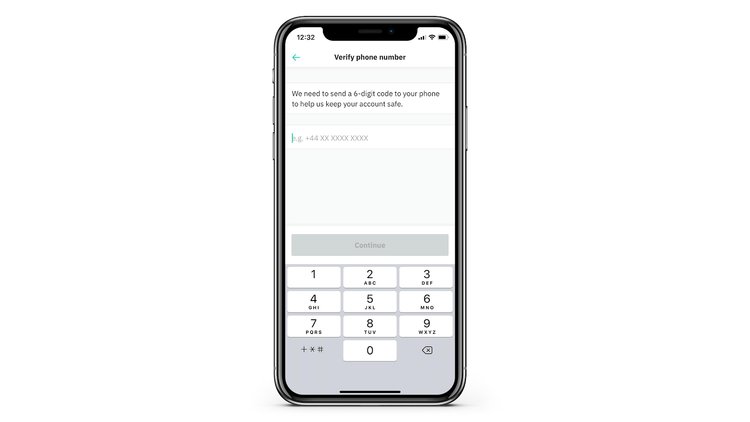 12:32
Verify phone number
We need to send a 6-digit code to your phone
to help us keep your account safe.
e.g. +44 XX XXXX XXXX
Continue
1 2 3
ABC DEF
4 5 6
GHI JKL MNO
7 8 9
PQRS TUV WXYZ
+ * # 0